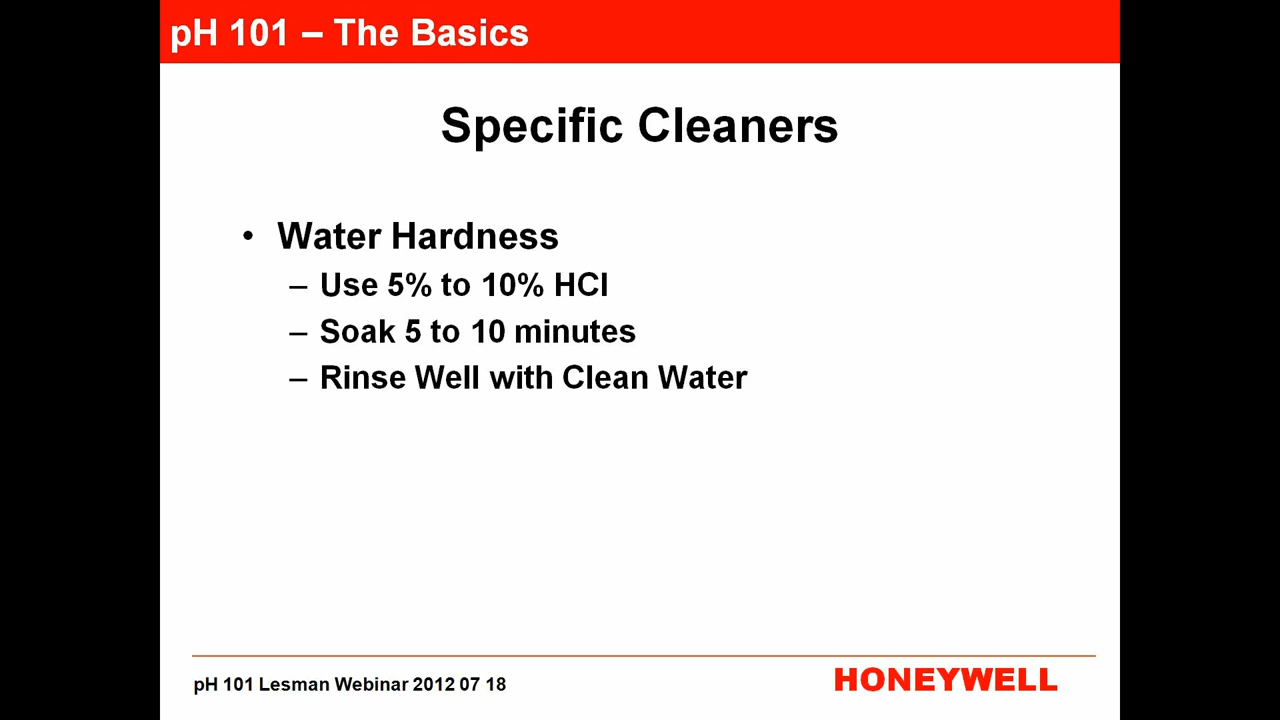 pH 101 – The Basics
Specific Cleaners
• Water Hardness
– Use 5% to 10% HCl
– Soak 5 to 10 minutes
– Rinse Well with Clean Water
pH 101 Lesman Webinar 2012 07 18
HONEYWELL